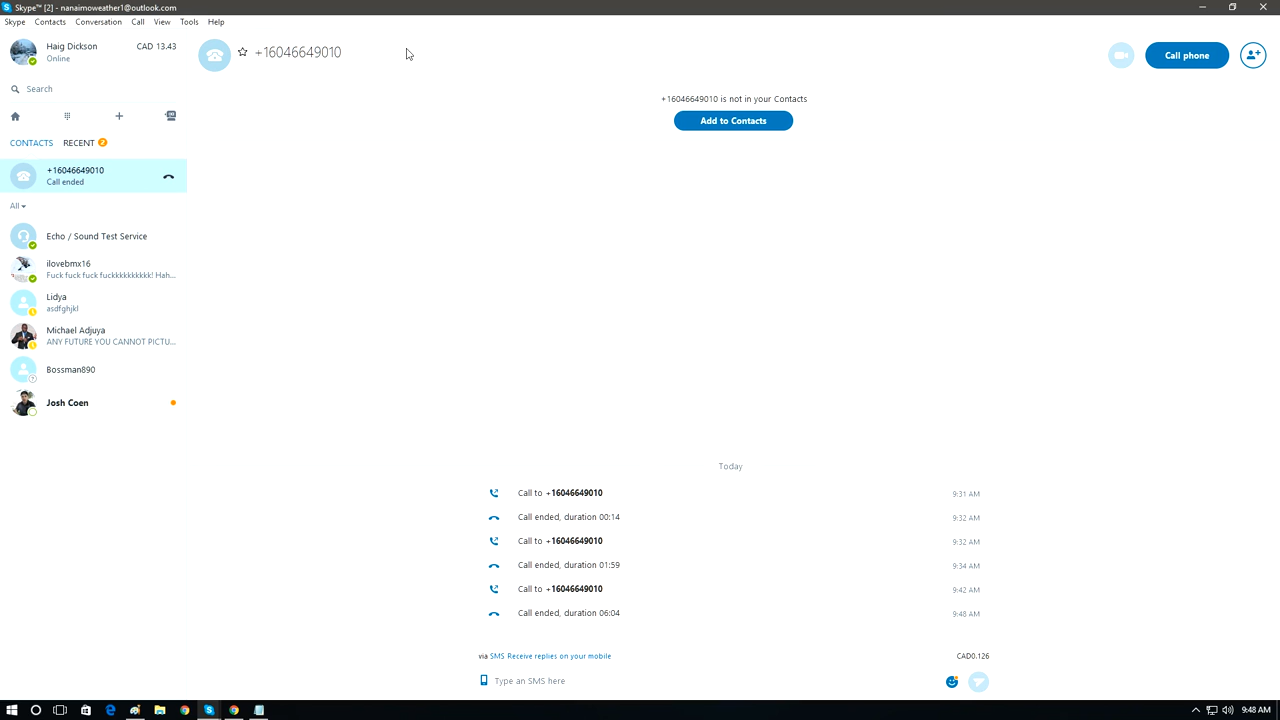 Skype™ [2] - nanaimoweather1@outlook.com
Skype Contacts Conversation Call View Tools Help
Haig Dickson CAD 13.43
Online
Search
CONTACTS RECENT 2
+16046649010
Call ended
All
Echo / Sound Test Service
ilovebmx16
Fuck fuck fuck fuckkkkkkkkkk! Hah...
Lidya
asdfghjkl
Michael Adjuya
ANY FUTURE YOU CANNOT PICTU...
Bossman890
Josh Coen
+16046649010
Call phone
+16046649010 is not in your Contacts
Add to Contacts
Today
Call to +16046649010 9:31 AM
Call ended, duration 00:14 9:32 AM
Call to +16046649010 9:32 AM
Call ended, duration 01:59 9:34 AM
Call to +16046649010 9:42 AM
Call ended, duration 06:04 9:48 AM
via SMS Receive replies on your mobile CAD0.126
Type an SMS here
9:48 AM